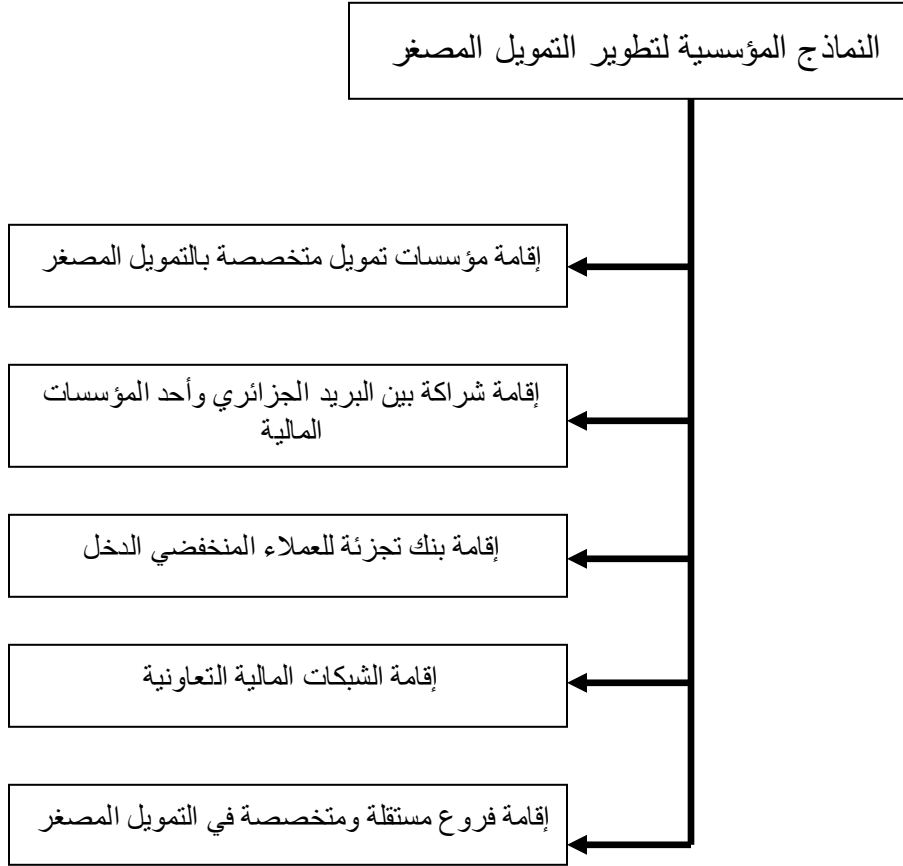 النماذج المؤسسية لتطوير التمويل المصغر
إقامة مؤسسات تمويل متخصصة بالتمويل المصغر
إقامة شراكة بين البريد الجزائري وأحد المؤسسات
المالية
إقامة بنك تجزئة للعملاء المنخفضي الدخل
إقامة الشبكات المالية التعاونية
إقامة فروع مستقلة ومتخصصة في التمويل المصغر